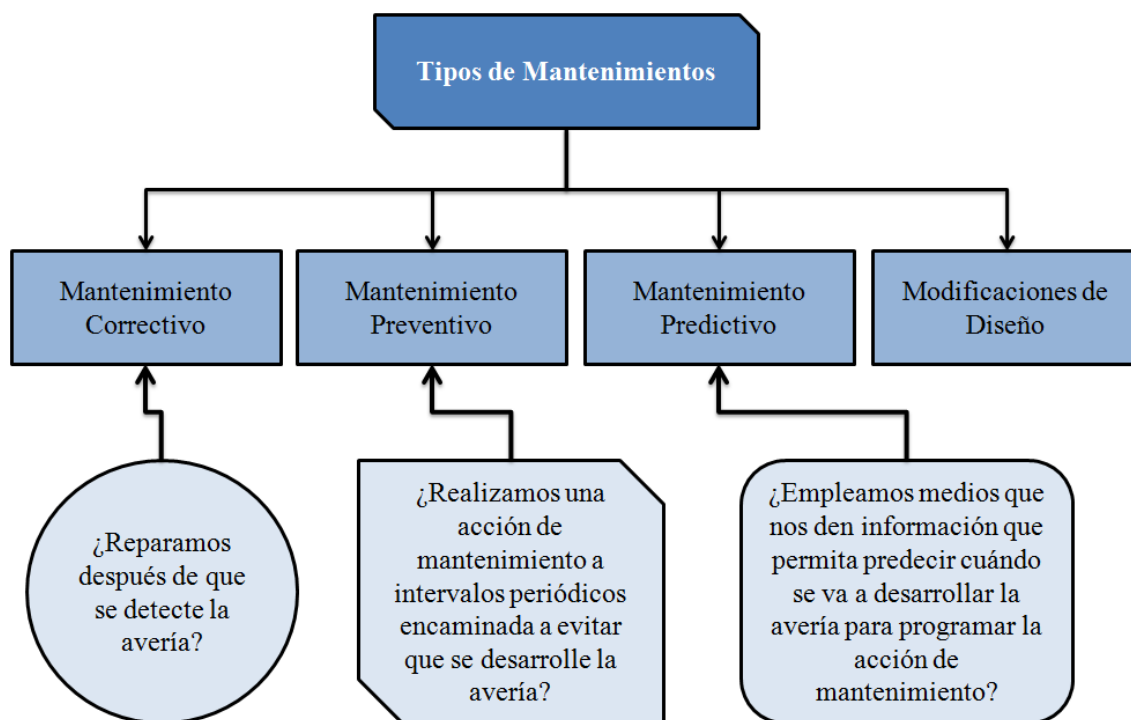 Tipos de Mantenimientos
Mantenimiento
Correctivo
Mantenimiento
Preventivo
Mantenimiento
Predictivo
Modificaciones de
Diseño
¿Reparamos
después de que
se detecte la
avería?
¿Realizamos una
acción de
mantenimiento a
intervalos periódicos
encaminada a evitar
que se desarrolle la
avería?
¿Empleamos medios que
nos den información que
permita predecir cuándo
se va a desarrollar la
avería para programar la
acción de
mantenimiento?